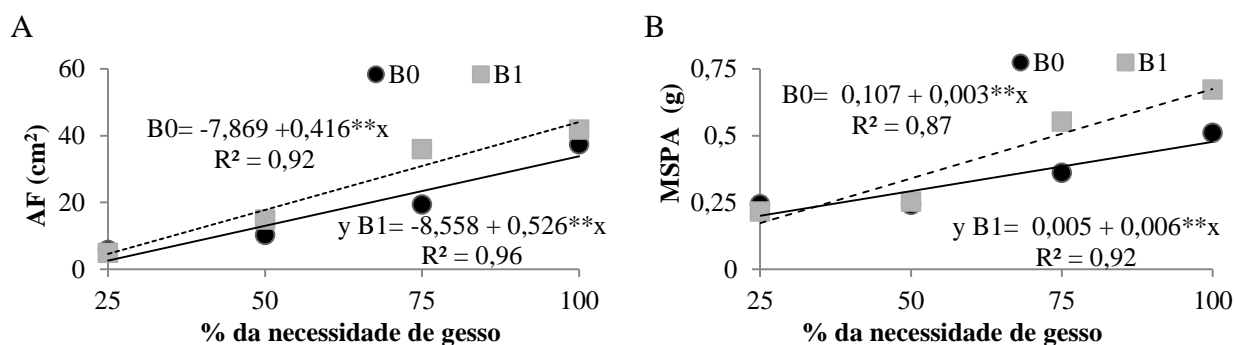 A
B0 B1
60
40
20
0
AF (cm²)
B0= -7,869 +0,416**x
R² = 0,92
y B1= -8,558 + 0,526**x
R² = 0,96
25 50 75 100
% da necessidade de gesso
B
B0 B1
0,75
0,5
0,25
0
MSPA (g)
B0= 0,107 + 0,003**x
R² = 0,87
y B1= 0,005 + 0,006**x
R² = 0,92
25 50 75 100
% da necessidade de gesso